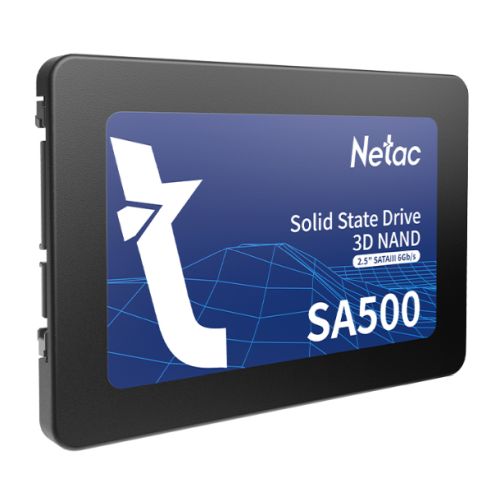 Netac
Solid State Drive
3D NAND
2.5" SATAIII 6Gb/s
SA500